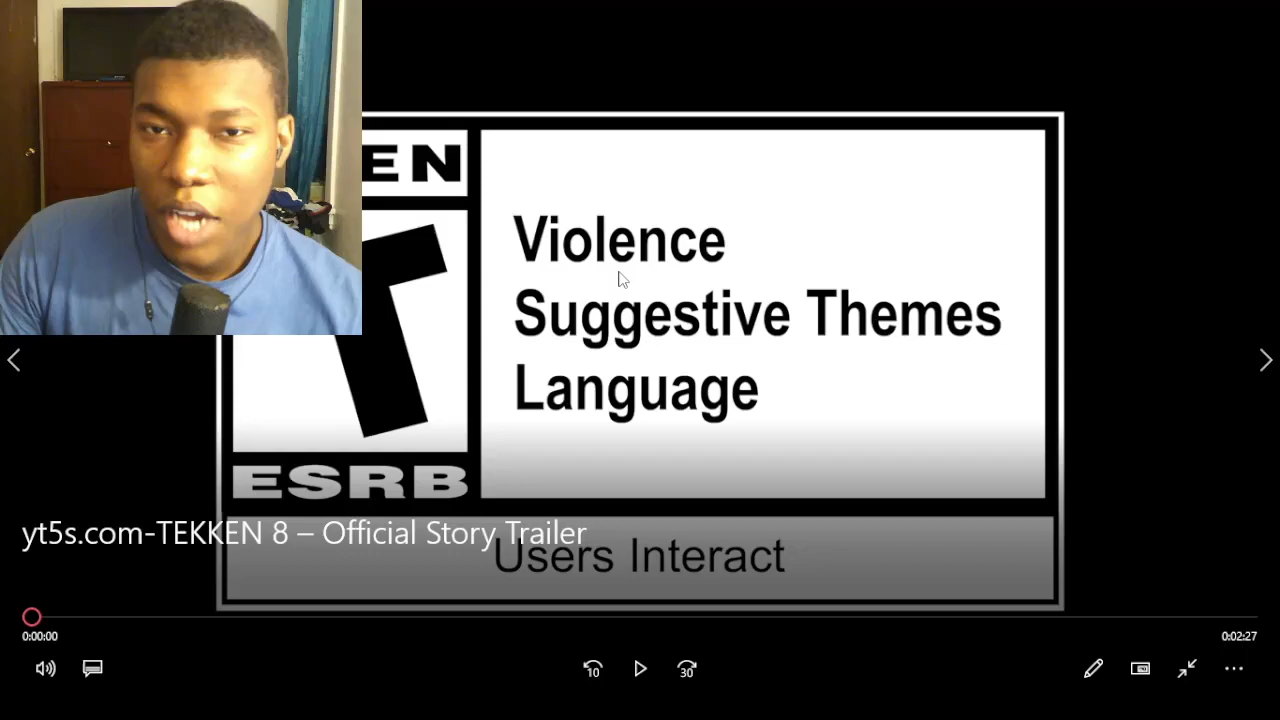 EN
Violence
Suggestive Themes
Language
ESRB
yt5s.com-TEKKEN 8 – Official Story Trailer
Users Interact
0:00:00
0:02:27
10
30